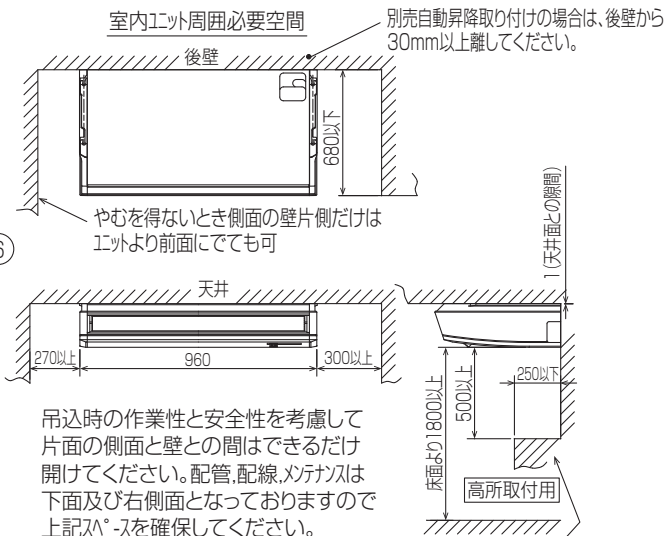 室内ユニット周囲必要空間
別売自動昇降取り付けの場合は、後壁から
30mm以上離してください。
後壁
680以下
やむを得ないとき側面の壁片側だけは
ユニットより前面にでても可
1(天井面との隙間)
天井
270以上
960
300以上
床面より1800以上
500以上
250以下
高所取付用
吊込時の作業性と安全性を考慮して
片面の側面と壁との間はできるだけ
開けてください。配管,配線,メンテナンスは
下面及び右側面となっておりますので
上記スペースを確保してください。